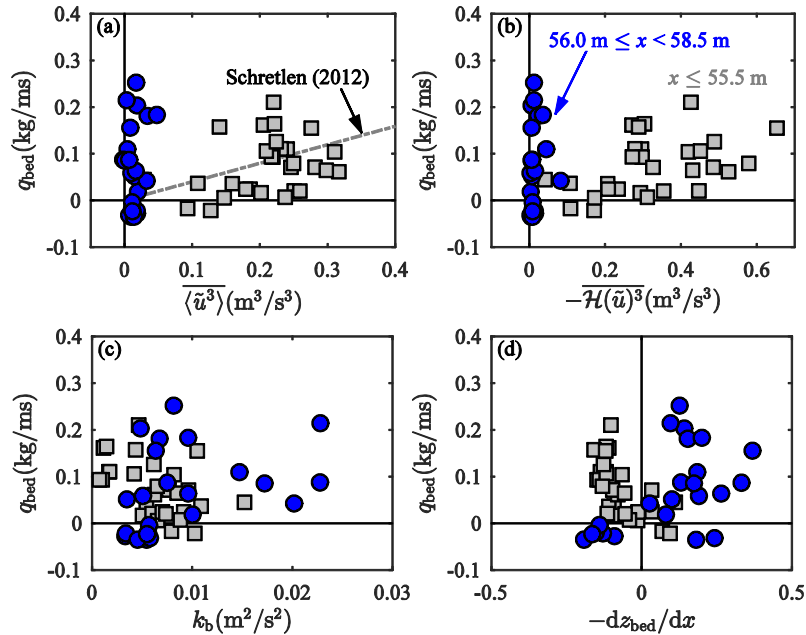 (a)
Schretlen (2012)
q_bed (kg/ms)
0.4
0.3
0.2
0.1
0
-0.1
0
0.1
0.2
0.3
0.4
\overline{⟨ũ³⟩}(m³/s³)
(b)
56.0 m ≤ x < 58.5 m
x ≤ 55.5 m
q_bed (kg/ms)
0.4
0.3
0.2
0.1
0
-0.1
0
0.2
0.4
0.6
−\overline{ℋ(ũ)³}(m³/s³)
(c)
q_bed (kg/ms)
0.4
0.3
0.2
0.1
0
-0.1
0
0.01
0.02
0.03
k_b (m²/s²)
(d)
q_bed (kg/ms)
0.4
0.3
0.2
0.1
0
-0.1
-0.5
0
0.5
−dz_bed/dx